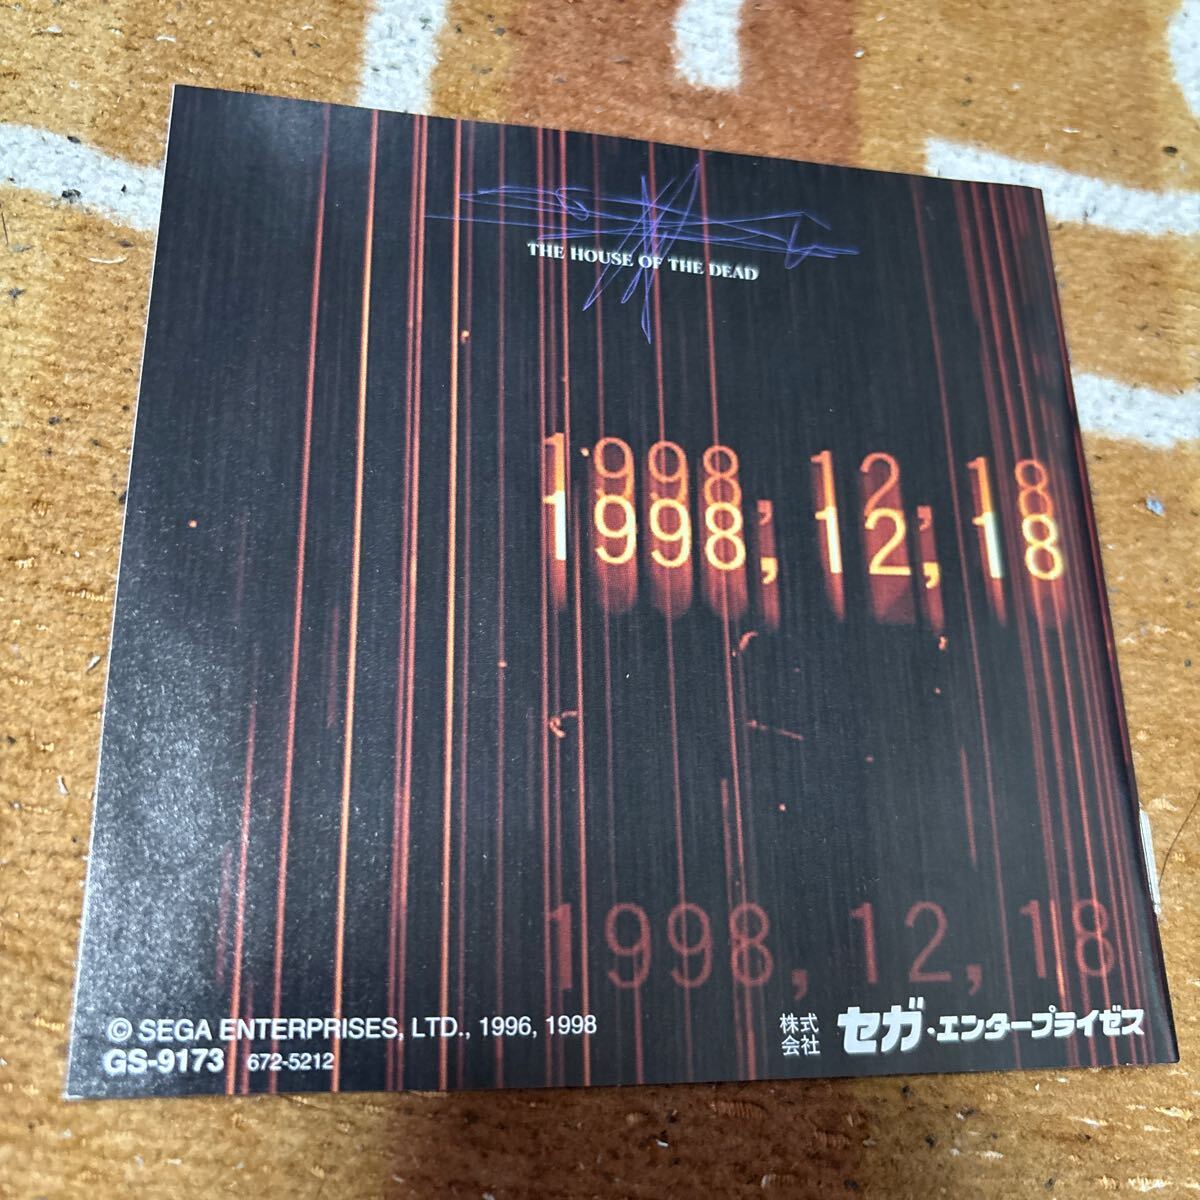 THE HOUSE OF THE DEAD
1998, 12, 18
1998, 12, 18
1998, 12, 18
© SEGA ENTERPRISES, LTD., 1996, 1998
GS-9173 672-5212
株式会社 セガ・エンタープライゼス